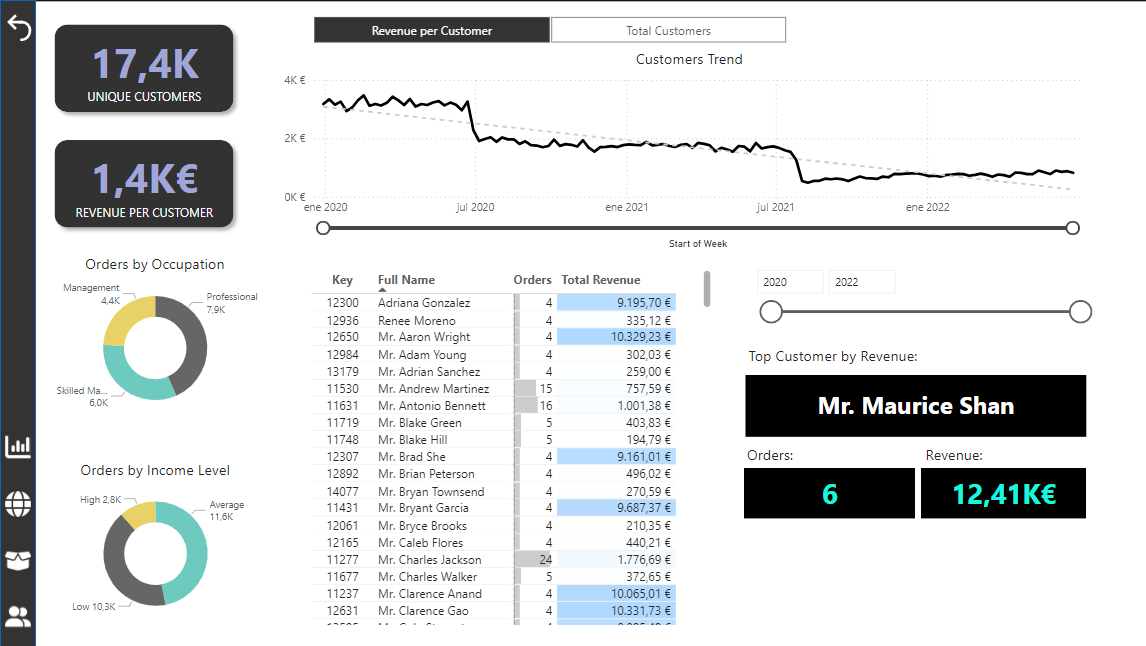 17,4K
UNIQUE CUSTOMERS
1,4K€
REVENUE PER CUSTOMER
Revenue per Customer
Total Customers
Customers Trend
4K €
2K €
0K €
ene 2020 jul 2020 ene 2021 jul 2021 ene 2022
Start of Week
Orders by Occupation
Management
4,4K
Professional
7,9K
Skilled Ma...
6,0K
Orders by Income Level
High 2,8K
Average
11,6K
Low 10,3K
Key Full Name Orders Total Revenue
12300 Adriana Gonzalez 4 9.195,70 €
12936 Renee Moreno 4 335,12 €
12650 Mr. Aaron Wright 4 10.329,23 €
12984 Mr. Adam Young 4 302,03 €
13179 Mr. Adrian Sanchez 4 259,00 €
11530 Mr. Andrew Martinez 15 757,59 €
11631 Mr. Antonio Bennett 16 1.001,38 €
11719 Mr. Blake Green 5 403,83 €
11748 Mr. Blake Hill 5 194,79 €
12307 Mr. Brad She 4 9.161,01 €
12892 Mr. Brian Peterson 4 496,02 €
14077 Mr. Bryan Townsend 4 270,59 €
11431 Mr. Bryant Garcia 4 9.687,37 €
12061 Mr. Bryce Brooks 4 210,35 €
12165 Mr. Caleb Flores 4 440,21 €
11277 Mr. Charles Jackson 24 1.776,69 €
11677 Mr. Charles Walker 5 372,65 €
11237 Mr. Clarence Anand 4 10.065,01 €
12631 Mr. Clarence Gao 4 10.331,73 €
2020 2022
Top Customer by Revenue:
Mr. Maurice Shan
Orders:
6
Revenue:
12,41K€